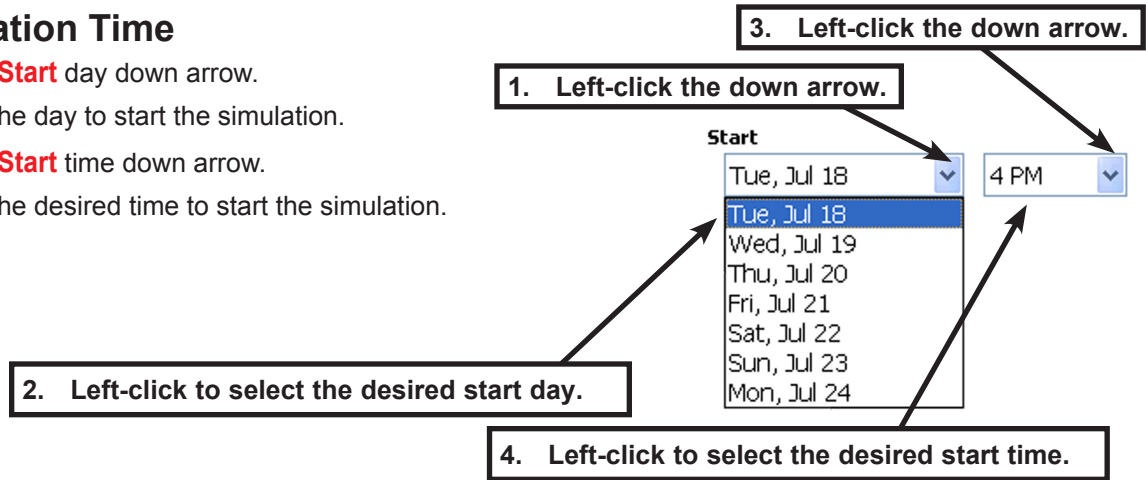 ation Time
Start day down arrow.
he day to start the simulation.
Start time down arrow.
he desired time to start the simulation.
3. Left-click the down arrow.
1. Left-click the down arrow.
Start
Tue, Jul 18
4 PM
Tue, Jul 18
Wed, Jul 19
Thu, Jul 20
Fri, Jul 21
Sat, Jul 22
Sun, Jul 23
Mon, Jul 24
2. Left-click to select the desired start day.
4. Left-click to select the desired start time.